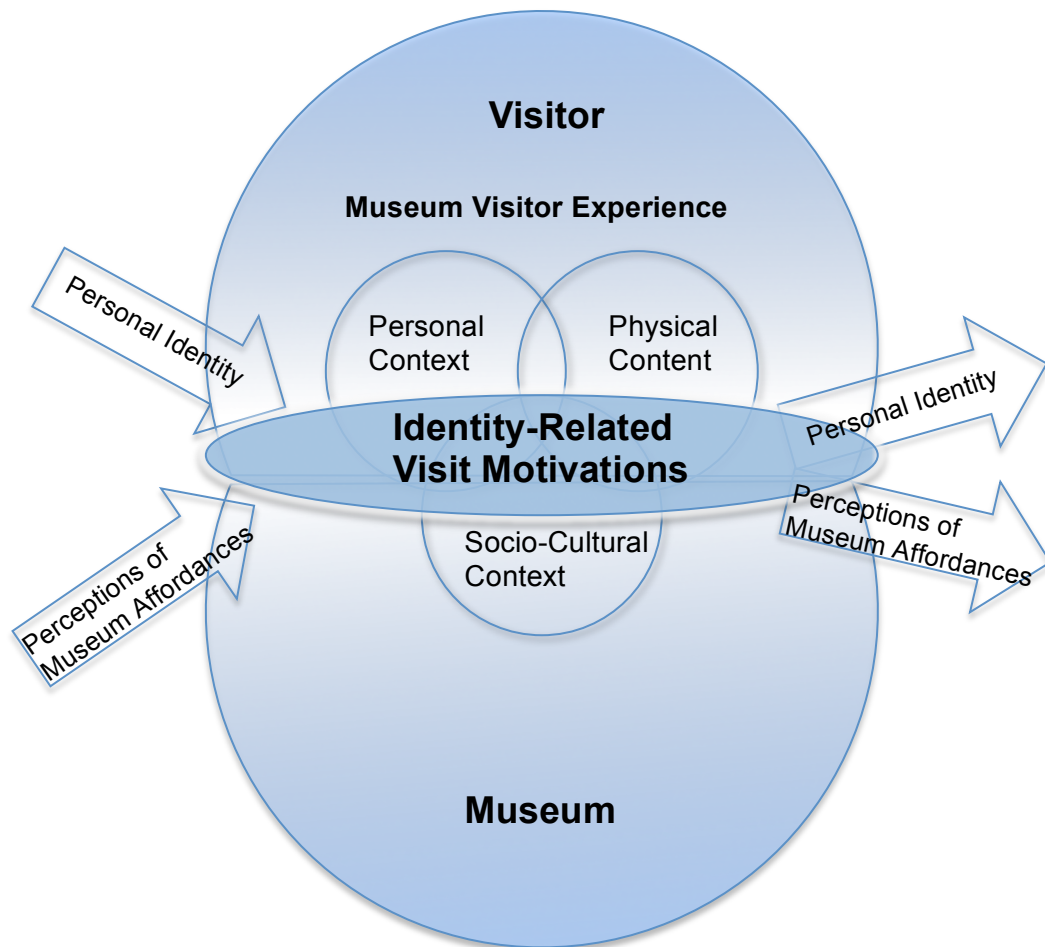 Visitor
Museum Visitor Experience
Personal Identity
Personal
Context
Physical
Content
Identity-Related
Visit Motivations
Personal Identity
Perceptions of
Museum Affordances
Socio-Cultural
Context
Perceptions of
Museum Affordances
Museum